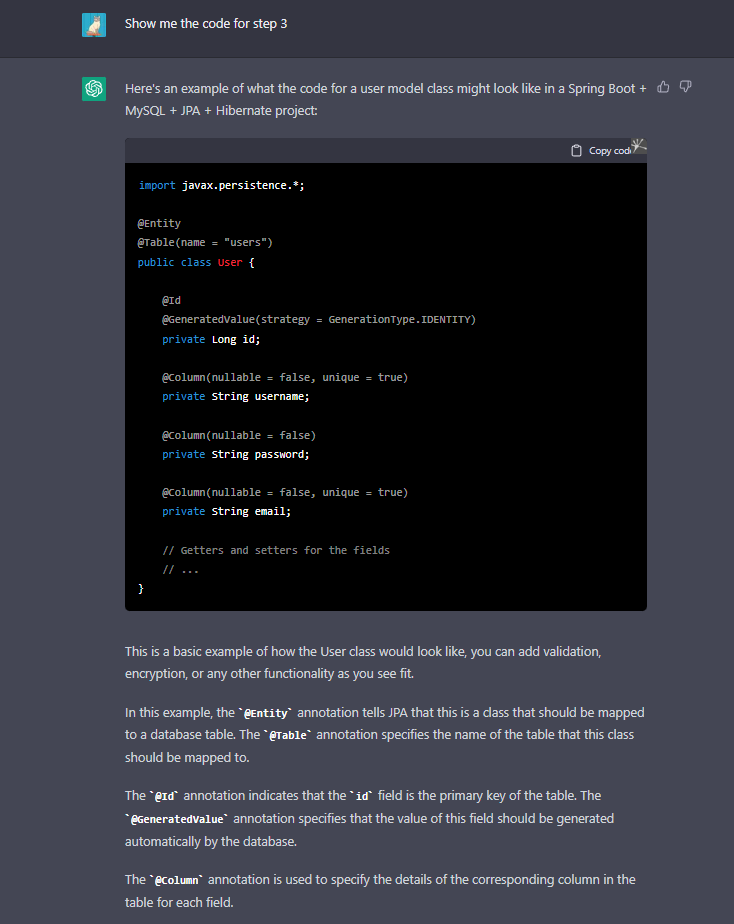 Show me the code for step 3
Here's an example of what the code for a user model class might look like in a Spring Boot +
MySQL + JPA + Hibernate project:
Copy code
import javax.persistence.*;
@Entity
@Table(name = "users")
public class User {
@Id
@GeneratedValue(strategy = GenerationType.IDENTITY)
private Long id;
@Column(nullable = false, unique = true)
private String username;
@Column(nullable = false)
private String password;
@Column(nullable = false, unique = true)
private String email;
// Getters and setters for the fields
// ...
}
This is a basic example of how the User class would look like, you can add validation,
encryption, or any other functionality as you see fit.
In this example, the `@Entity` annotation tells JPA that this is a class that should be mapped
to a database table. The `@Table` annotation specifies the name of the table that this class
should be mapped to.
The `@Id` annotation indicates that the `id` field is the primary key of the table. The
`@GeneratedValue` annotation specifies that the value of this field should be generated
automatically by the database.
The `@Column` annotation is used to specify the details of the corresponding column in the
table for each field.